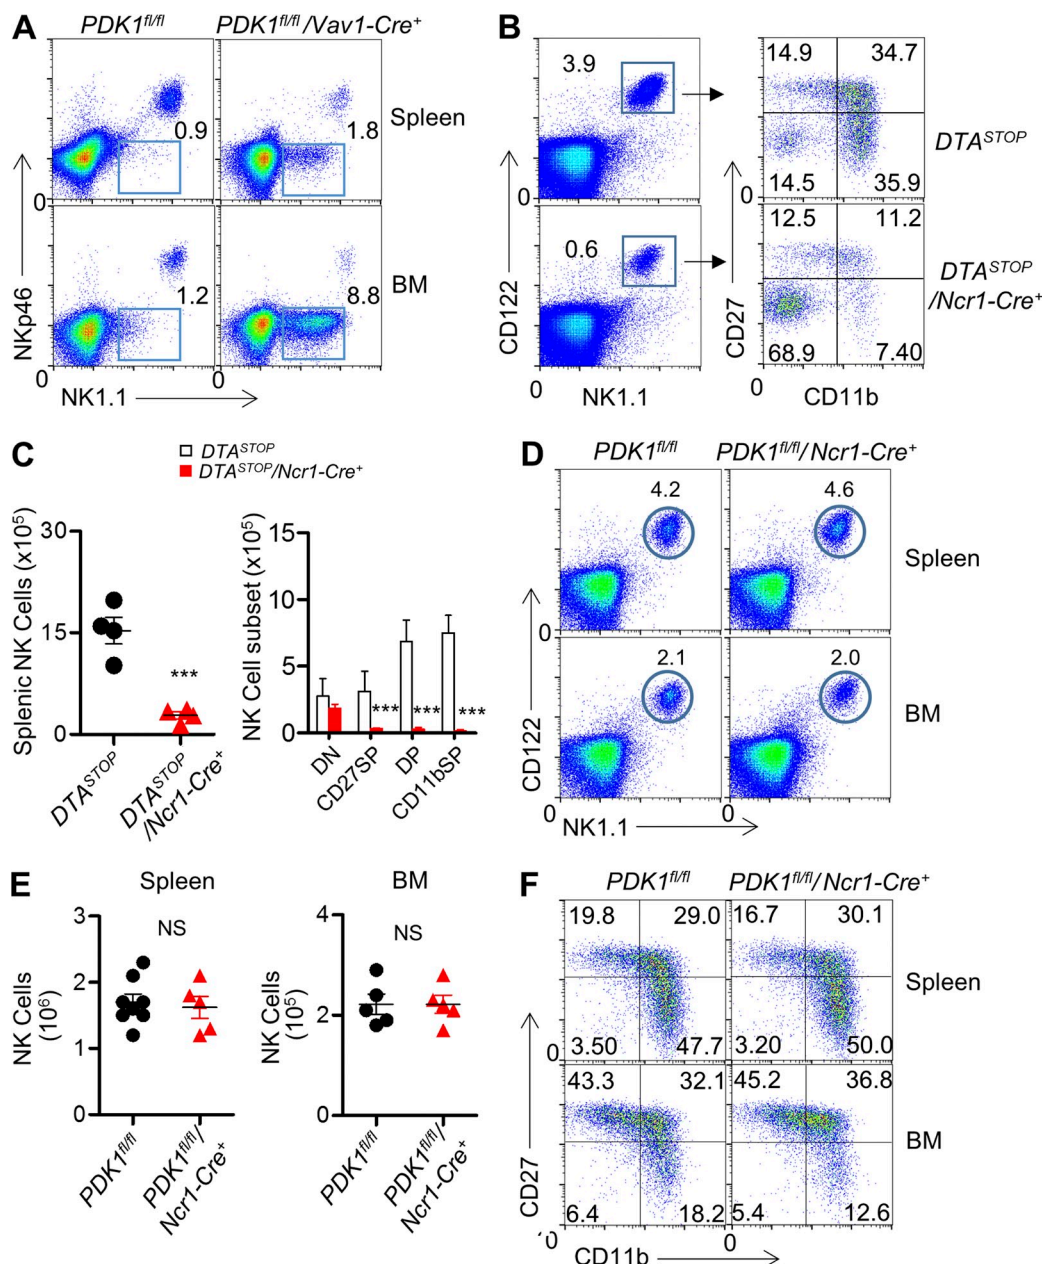 A
PDK1fl/fl
PDK1fl/fl/Vav1-Cre+
0.9
1.8
Spleen
1.2
8.8
BM
0
0
0
NKp46
NK1.1
B
3.9
14.9
34.7
14.5
35.9
DTASTOP
0.6
12.5
11.2
68.9
7.40
DTASTOP
/Ncr1-Cre+
0
0
0
0
CD122
CD27
NK1.1
CD11b
C
DTASTOP
DTASTOP/Ncr1-Cre+
Splenic NK Cells (x10⁵)
30
15
0
***
DTASTOP
DTASTOP
/Ncr1-Cre+
NK Cell subset (x10⁵)
15
10
5
0
***
***
***
DN
CD27SP
DP
CD11bSP
D
PDK1fl/fl
PDK1fl/fl/Ncr1-Cre+
4.2
4.6
Spleen
2.1
2.0
BM
0
0
0
CD122
NK1.1
E
Spleen
NS
NK Cells
(10⁶)
3
2
1
0
PDK1fl/fl
PDK1fl/fl/
Ncr1-Cre+
BM
NS
NK Cells
(10⁵)
4
2
0
PDK1fl/fl
PDK1fl/fl/
Ncr1-Cre+
F
PDK1fl/fl
PDK1fl/fl/Ncr1-Cre+
19.8
29.0
16.7
30.1
Spleen
3.50
47.7
3.20
50.0
43.3
32.1
45.2
36.8
BM
6.4
18.2
5.4
12.6
0
0
0
CD27
CD11b